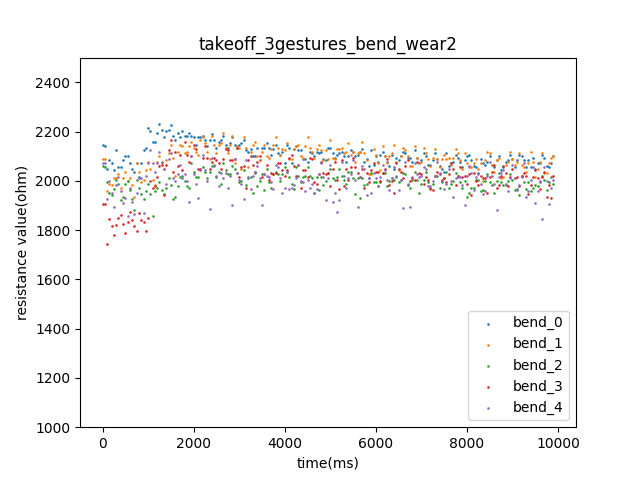 takeoff_3gestures_bend_wear2
resistance value(ohm)
2400
2200
2000
1800
1600
1400
1200
1000
0
2000
4000
6000
8000
10000
time(ms)
bend_0
bend_1
bend_2
bend_3
bend_4